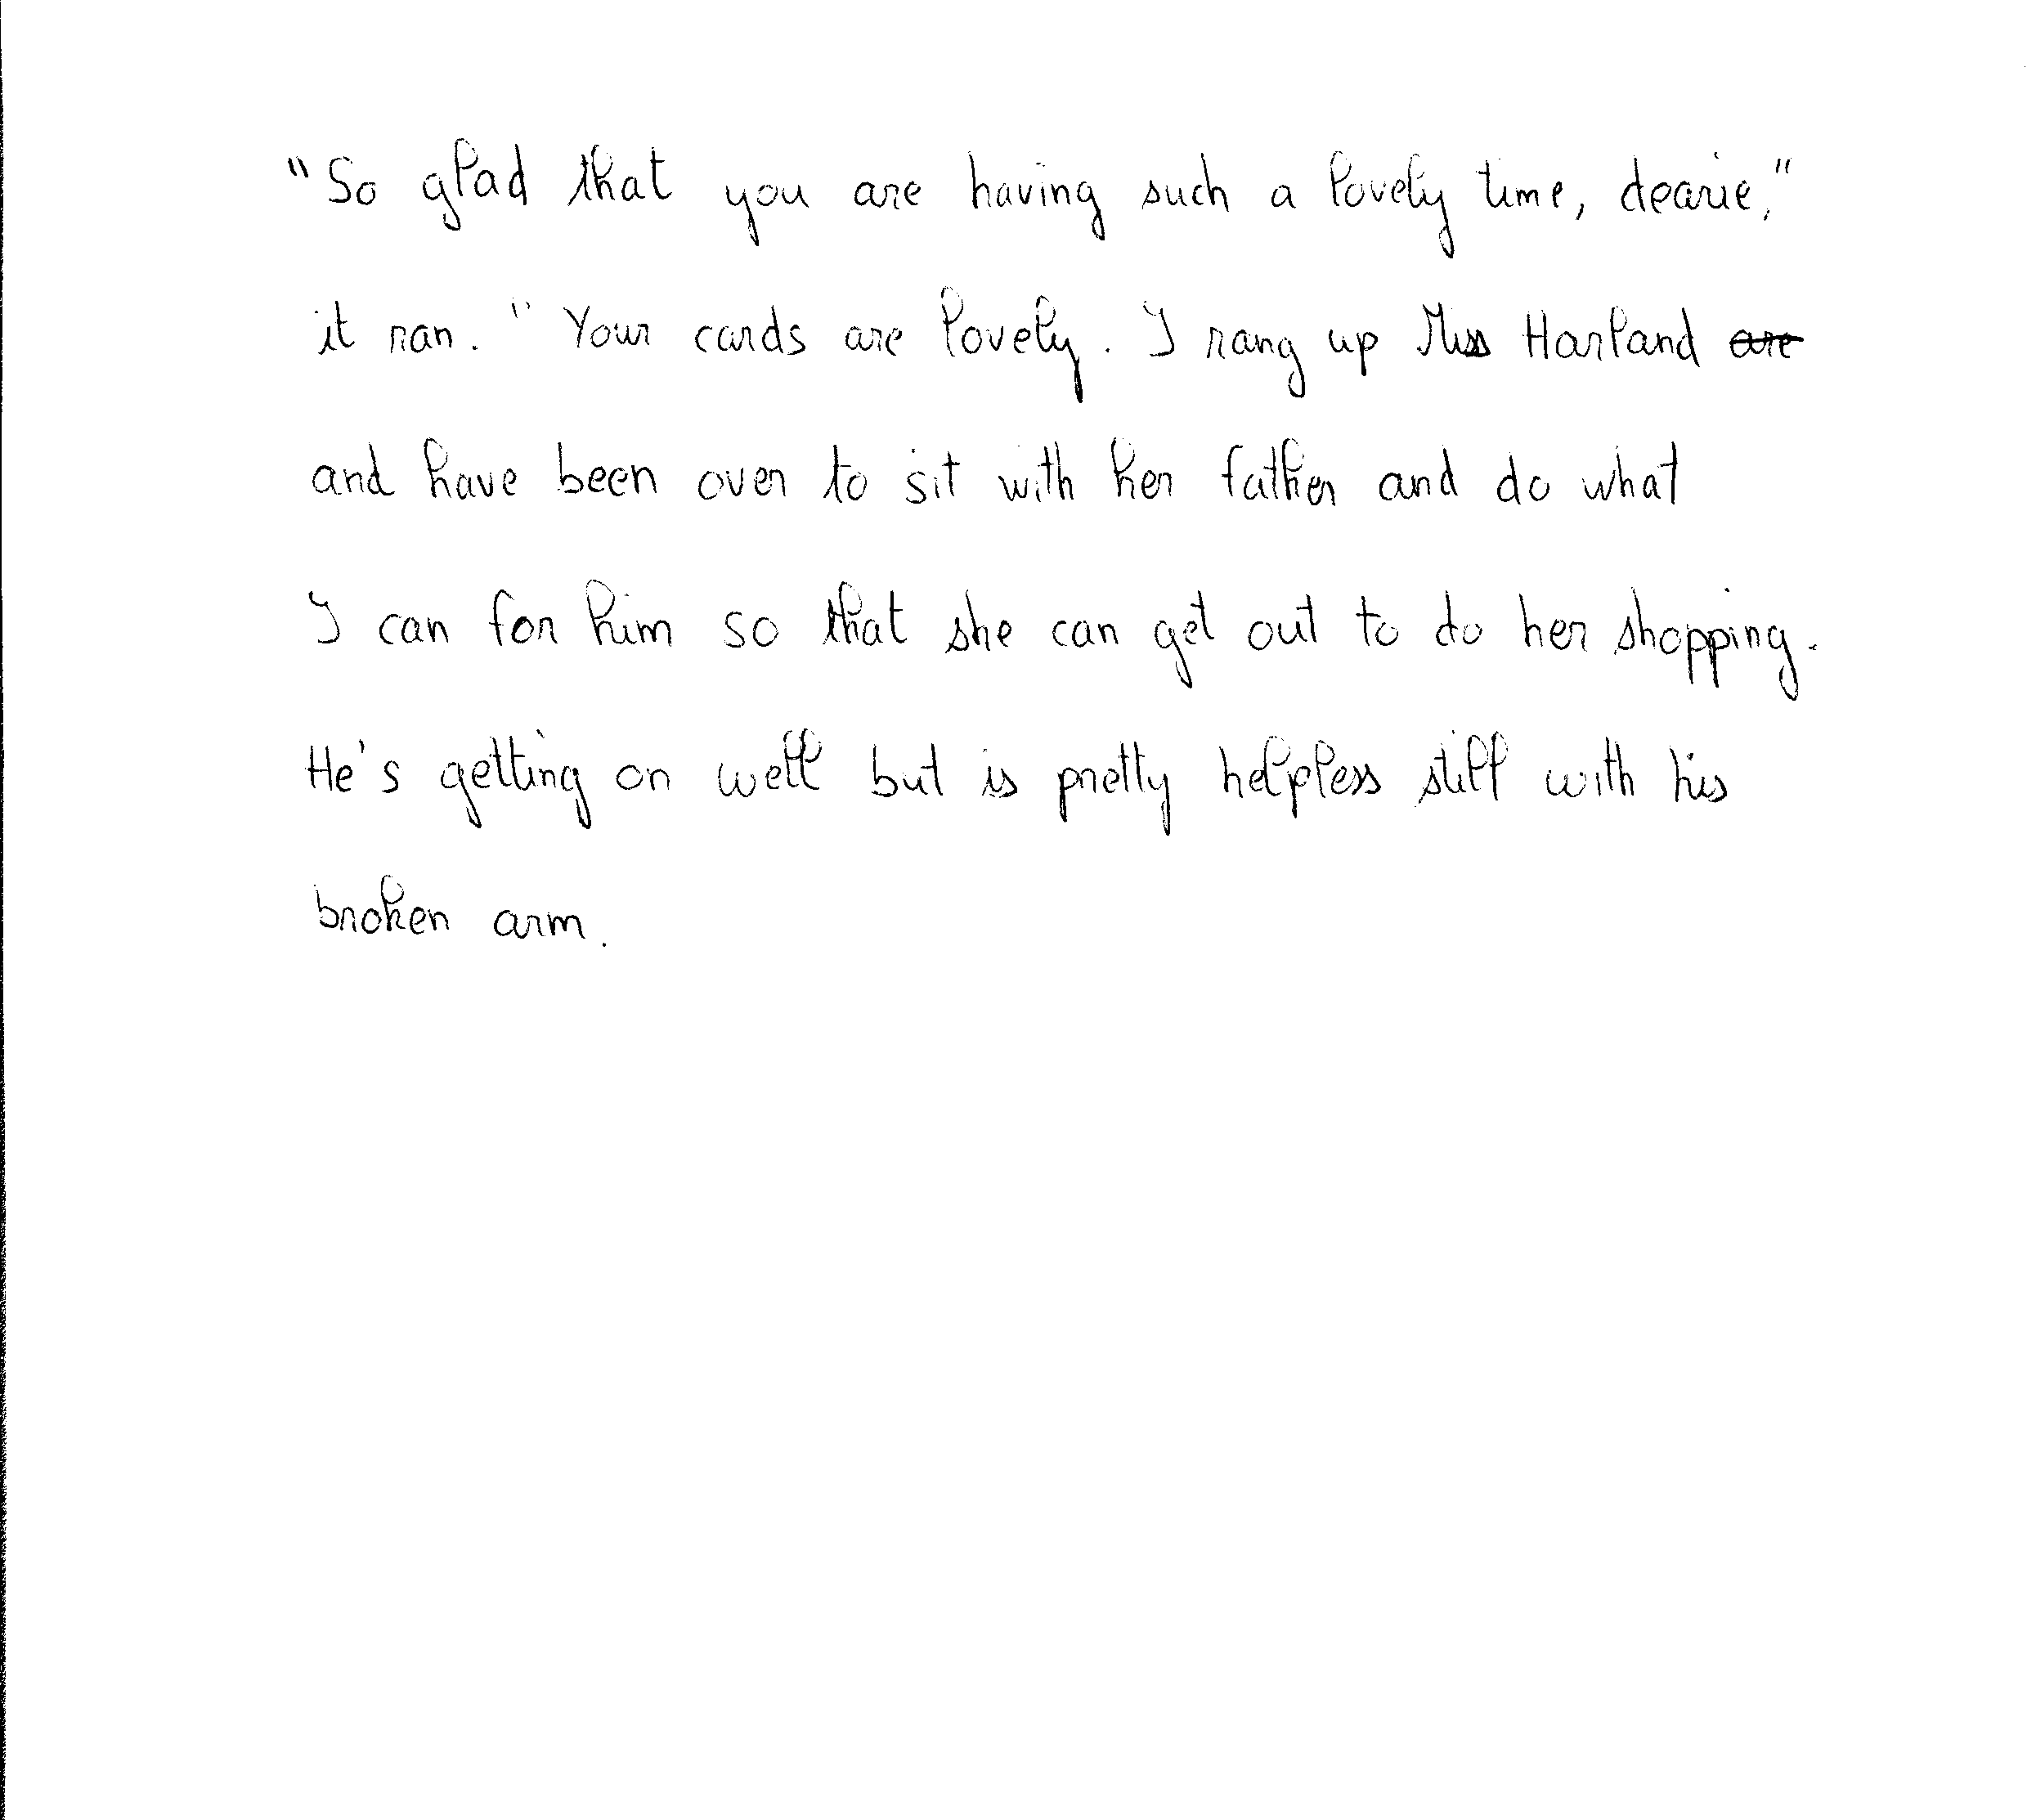 "So glad that you are having such a lovely time, dearie,"
it ran. "Your cards are lovely. I rang up Miss Harland are
and have been over to sit with her father and do what
I can for him so that she can get out to do her shopping.
He's getting on well but is pretty helpless still with his
broken arm.